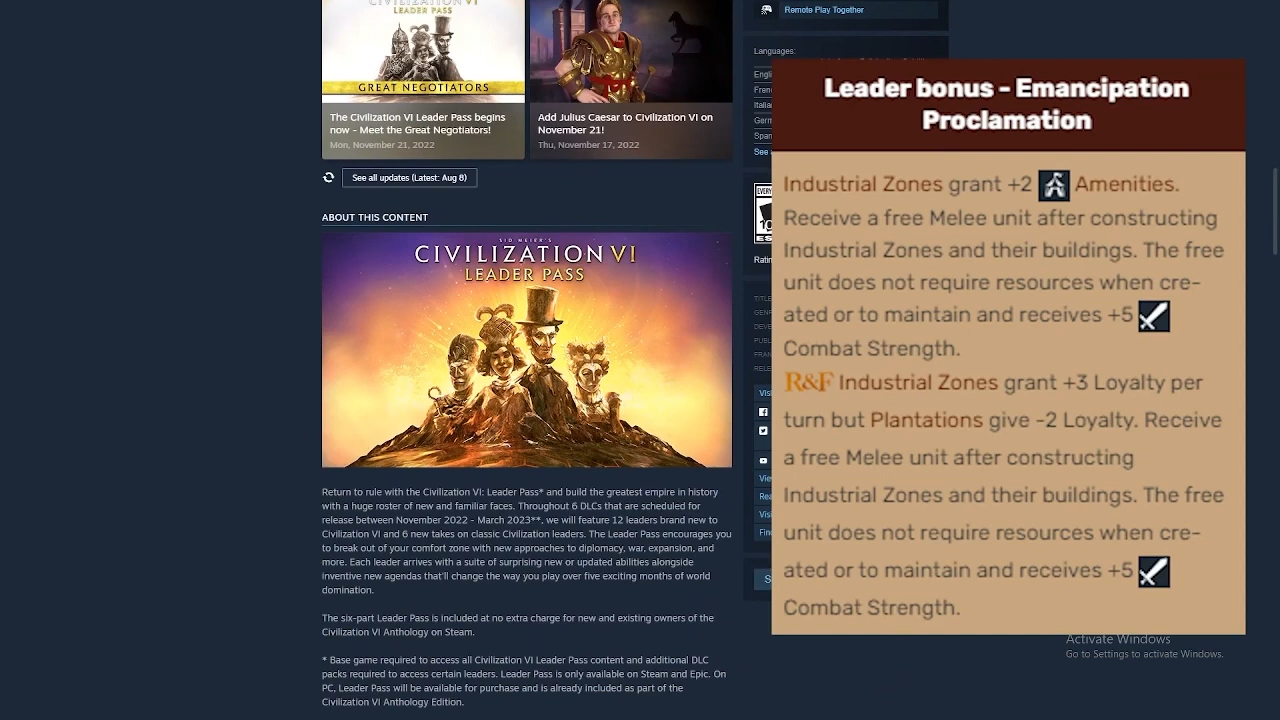 CIVILIZATION VI
LEADER PASS
GREAT NEGOTIATORS
The Civilization VI Leader Pass begins
now - Meet the Great Negotiators!
Mon, November 21, 2022
Add Julius Caesar to Civilization VI on
November 21!
Thu, November 17, 2022
See all updates (Latest: Aug 8)
ABOUT THIS CONTENT
SID MEIER'S
CIVILIZATION VI
LEADER PASS
Return to rule with the Civilization VI: Leader Pass* and build the greatest empire in history
with a huge roster of new and familiar faces. Throughout 6 DLCs that are scheduled for
release between November 2022 - March 2023**, we will feature 12 leaders brand new to
Civilization VI and 6 new takes on classic Civilization leaders. The Leader Pass encourages you
to break out of your comfort zone with new approaches to diplomacy, war, expansion, and
more. Each leader arrives with a suite of surprising new or updated abilities alongside
inventive new agendas that'll change the way you play over five exciting months of world
domination.
The six-part Leader Pass is included at no extra charge for new and existing owners of the
Civilization VI Anthology on Steam.
* Base game required to access all Civilization VI Leader Pass content and additional DLC
packs required to access certain leaders. Leader Pass is only available on Steam and Epic. On
PC, Leader Pass will be available for purchase and is already included as part of the
Civilization VI Anthology Edition.
Remote Play Together
Languages:
Leader bonus - Emancipation
Proclamation
Industrial Zones grant +2 Amenities.
Receive a free Melee unit after constructing
Industrial Zones and their buildings. The free
unit does not require resources when cre-
ated or to maintain and receives +5
Combat Strength.
R&F Industrial Zones grant +3 Loyalty per
turn but Plantations give -2 Loyalty. Receive
a free Melee unit after constructing
Industrial Zones and their buildings. The free
unit does not require resources when cre-
ated or to maintain and receives +5
Combat Strength.
Activate Windows
Go to Settings to activate Windows.